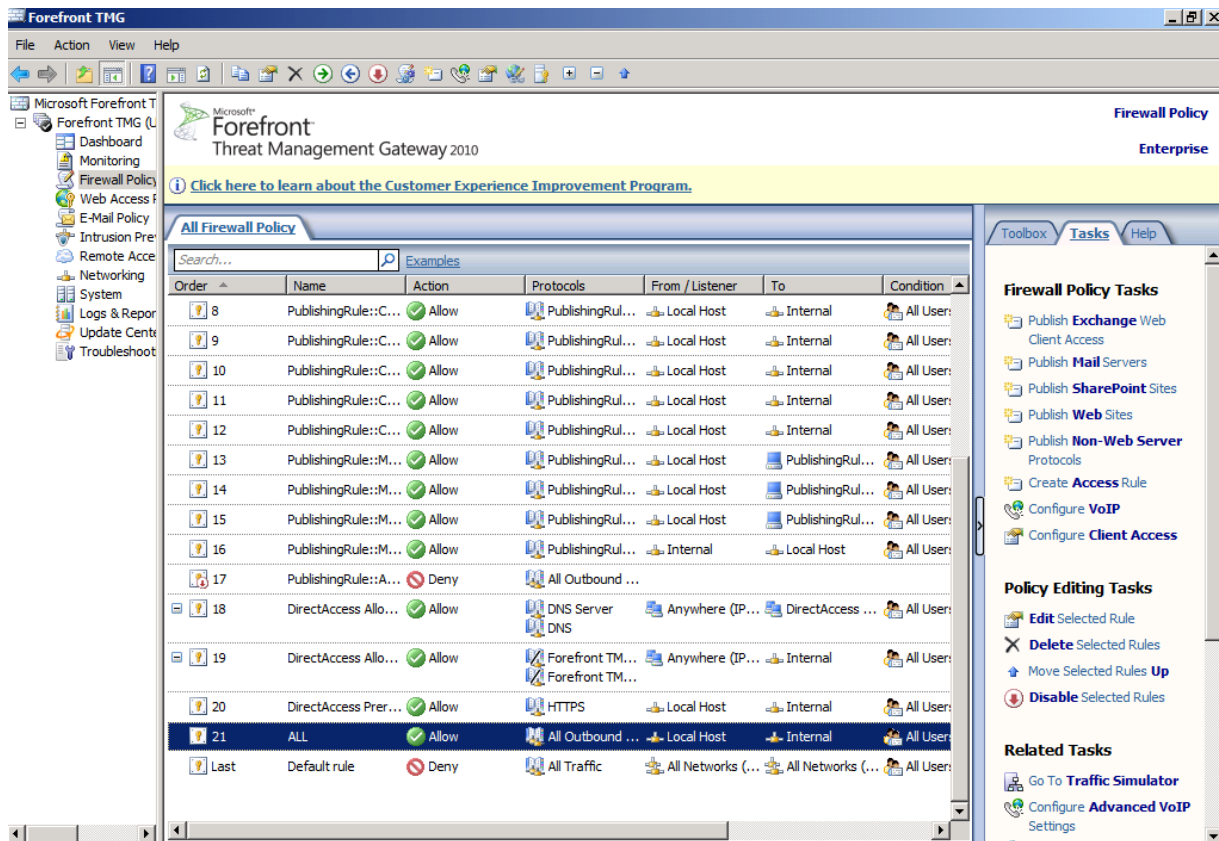 Forefront TMG
File Action View Help
Microsoft Forefront T
Forefront TMG (U
Dashboard
Monitoring
Firewall Policy
Web Access P
E-Mail Policy
Intrusion Prev
Remote Acce
Networking
System
Logs & Repor
Update Cente
Troubleshoot
Microsoft
Forefront
Threat Management Gateway 2010
Firewall Policy
Enterprise
Click here to learn about the Customer Experience Improvement Program.
All Firewall Policy
Search... Examples
Order Name Action Protocols From / Listener To Condition
8 PublishingRule::C... Allow PublishingRul... Local Host Internal All Users
9 PublishingRule::C... Allow PublishingRul... Local Host Internal All Users
10 PublishingRule::C... Allow PublishingRul... Local Host Internal All Users
11 PublishingRule::C... Allow PublishingRul... Local Host Internal All Users
12 PublishingRule::C... Allow PublishingRul... Local Host Internal All Users
13 PublishingRule::M... Allow PublishingRul... Local Host PublishingRul... All Users
14 PublishingRule::M... Allow PublishingRul... Local Host PublishingRul... All Users
15 PublishingRule::M... Allow PublishingRul... Local Host PublishingRul... All Users
16 PublishingRule::M... Allow PublishingRul... Internal Local Host All Users
17 PublishingRule::A... Deny All Outbound ...
18 DirectAccess Allo... Allow DNS Server Anywhere (IP... DirectAccess ... All Users
DNS
19 DirectAccess Allo... Allow Forefront TM... Anywhere (IP... Internal All Users
Forefront TM...
20 DirectAccess Prer... Allow HTTPS Local Host Internal All Users
21 ALL Allow All Outbound ... Local Host Internal All Users
Last Default rule Deny All Traffic All Networks (... All Networks (... All Users
Toolbox Tasks Help
Firewall Policy Tasks
Publish Exchange Web
Client Access
Publish Mail Servers
Publish SharePoint Sites
Publish Web Sites
Publish Non-Web Server
Protocols
Create Access Rule
Configure VoIP
Configure Client Access
Policy Editing Tasks
Edit Selected Rule
Delete Selected Rules
Move Selected Rules Up
Disable Selected Rules
Related Tasks
Go To Traffic Simulator
Configure Advanced VoIP
Settings